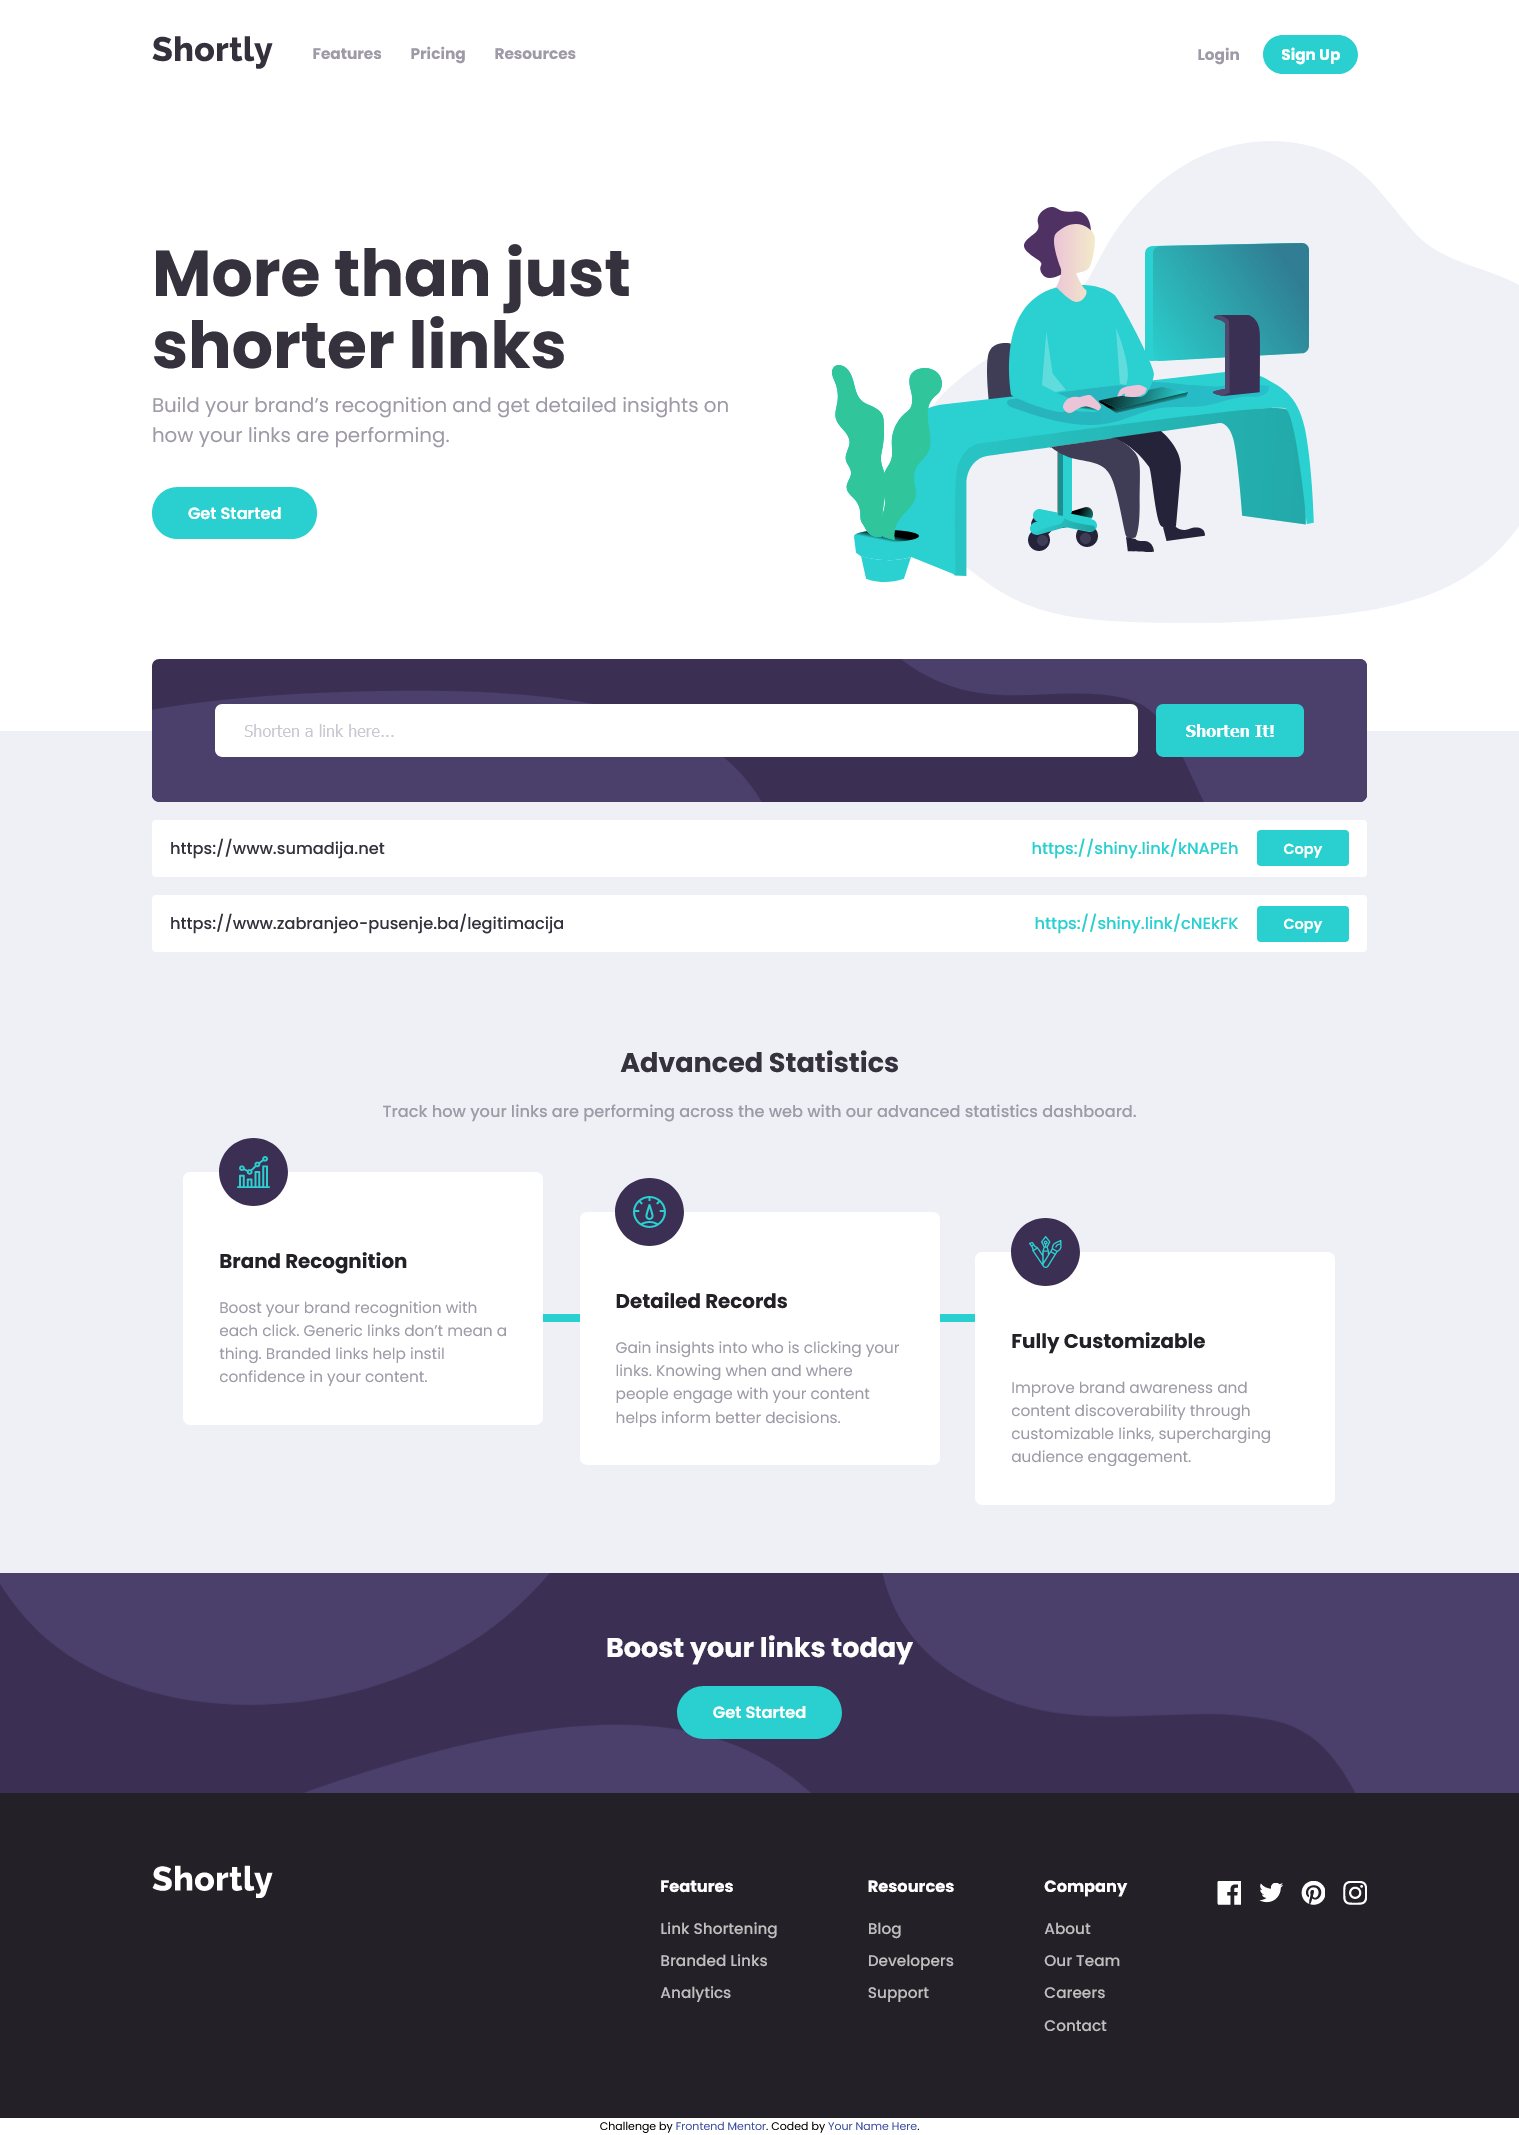 Shortly
Features Pricing Resources
Login
Sign Up
More than just
shorter links
Build your brand’s recognition and get detailed insights on
how your links are performing.
Get Started
Shorten a link here...
Shorten It!
https://www.sumadija.net
https://shiny.link/kNAPEh
Copy
https://www.zabranjeo-pusenje.ba/legitimacija
https://shiny.link/cNEkFK
Copy
Advanced Statistics
Track how your links are performing across the web with our advanced statistics dashboard.
Brand Recognition
Boost your brand recognition with
each click. Generic links don’t mean a
thing. Branded links help instil
confidence in your content.
Detailed Records
Gain insights into who is clicking your
links. Knowing when and where
people engage with your content
helps inform better decisions.
Fully Customizable
Improve brand awareness and
content discoverability through
customizable links, supercharging
audience engagement.
Boost your links today
Get Started
Shortly
Features
Link Shortening
Branded Links
Analytics
Resources
Blog
Developers
Support
Company
About
Our Team
Careers
Contact
Challenge by Frontend Mentor. Coded by Your Name Here.